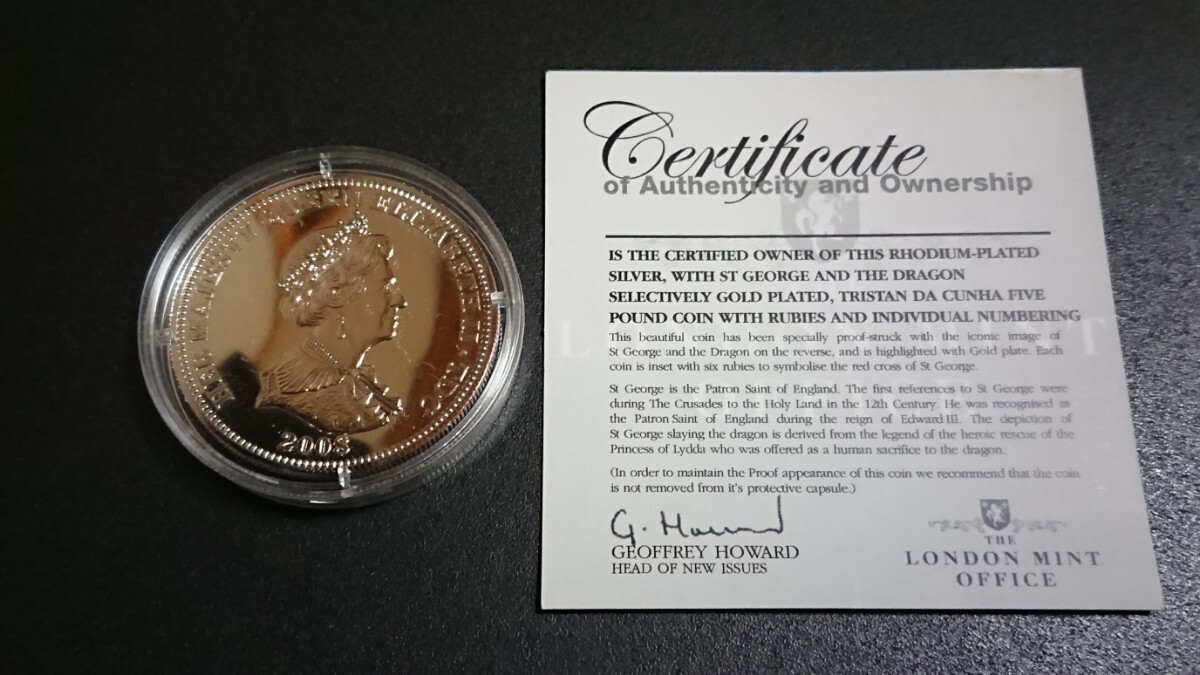 HER MAJESTY QUEEN ELIZABETH II
2008
Certificate
of Authenticity and Ownership
IS THE CERTIFIED OWNER OF THIS RHODIUM-PLATED
SILVER, WITH ST GEORGE AND THE DRAGON
SELECTIVELY GOLD PLATED, TRISTAN DA CUNHA FIVE
POUND COIN WITH RUBIES AND INDIVIDUAL NUMBERING
This beautiful coin has been specially proof-struck with the iconic image of
St George and the Dragon on the reverse, and is highlighted with Gold plate. Each
coin is inset with six rubies to symbolise the red cross of St George.
St George is the Patron Saint of England. The first references to St George were
during The Crusades to the Holy Land in the 12th Century. He was recognised as
the Patron Saint of England during the reign of Edward III. The depiction of
St George slaying the dragon is derived from the legend of the heroic rescue of the
Princess of Lydda who was offered as a human sacrifice to the dragon.
(In order to maintain the Proof appearance of this coin we recommend that the coin
is not removed from it's protective capsule.)
G. Howard
GEOFFREY HOWARD
HEAD OF NEW ISSUES
THE
LONDON MINT
OFFICE